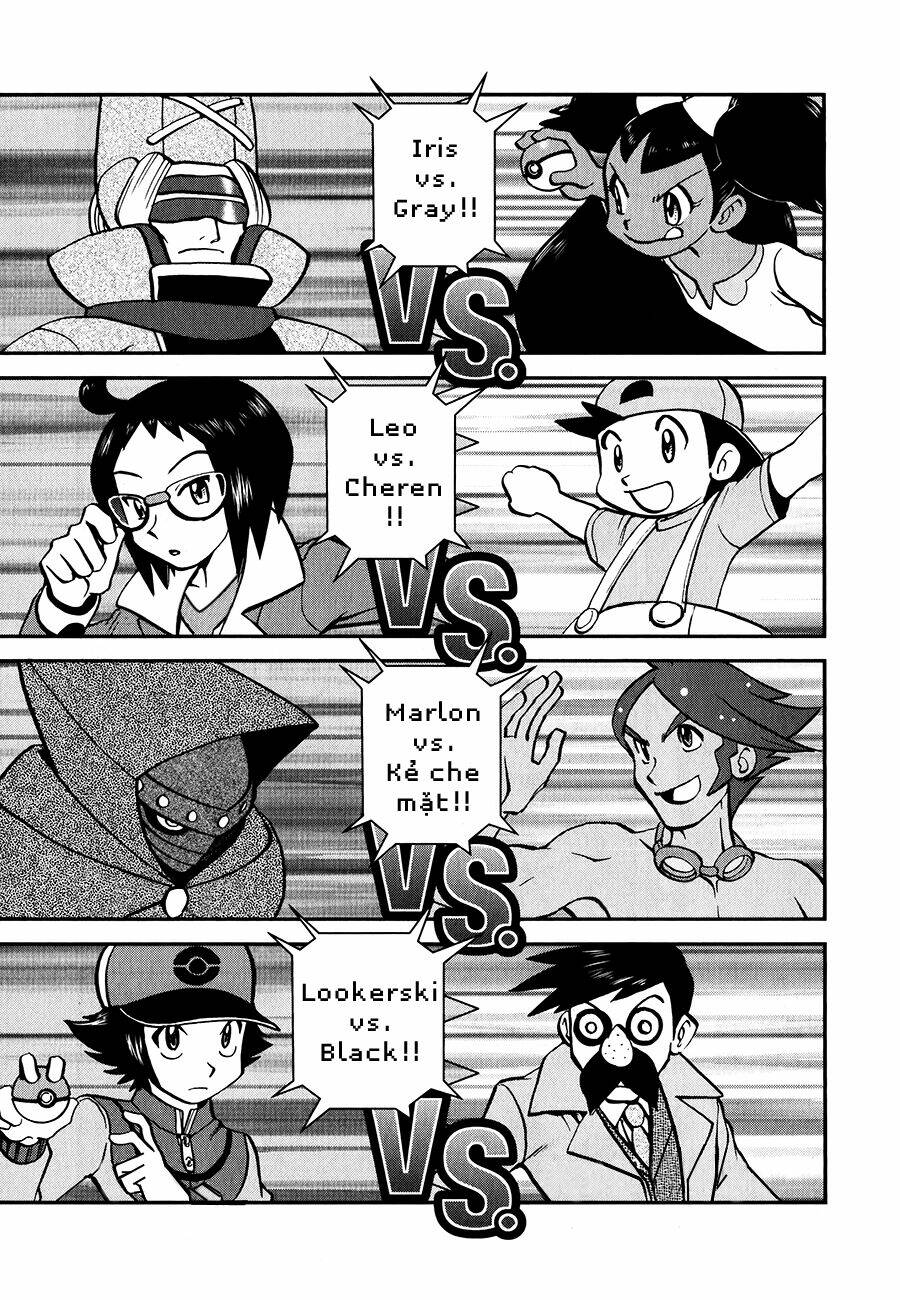 Iris
vs.
Gray!!
VS.
Leo
vs.
Cheren
!!
VS.
Marlon
vs.
Kẻ che
mặt!!
VS.
Lookerski
vs.
Black!!
VS.